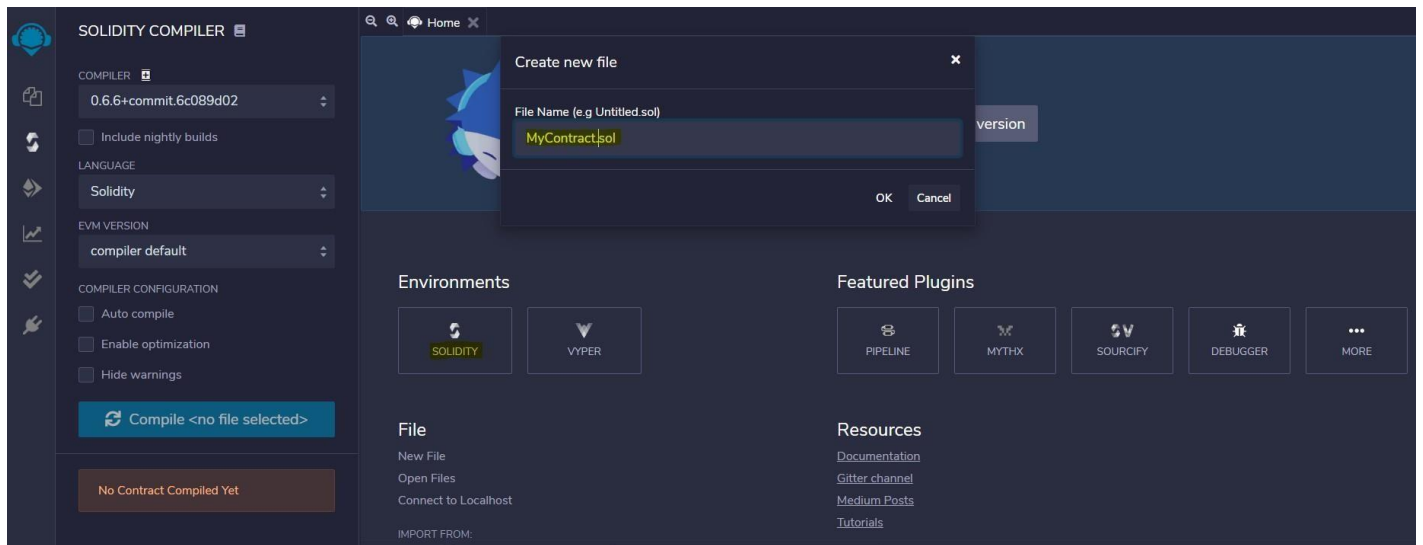 SOLIDITY COMPILER
COMPILER
0.6.6+commit.6c089d02
Include nightly builds
LANGUAGE
Solidity
EVM VERSION
compiler default
COMPILER CONFIGURATION
Auto compile
Enable optimization
Hide warnings
Compile <no file selected>
No Contract Compiled Yet
Home
Create new file
File Name (e.g Untitled.sol)
MyContract.sol
OK Cancel
version
Environments
SOLIDITY
VYPER
Featured Plugins
PIPELINE
MYTHX
SOURCIFY
DEBUGGER
MORE
File
New File
Open Files
Connect to Localhost
IMPORT FROM:
Resources
Documentation
Gitter channel
Medium Posts
Tutorials